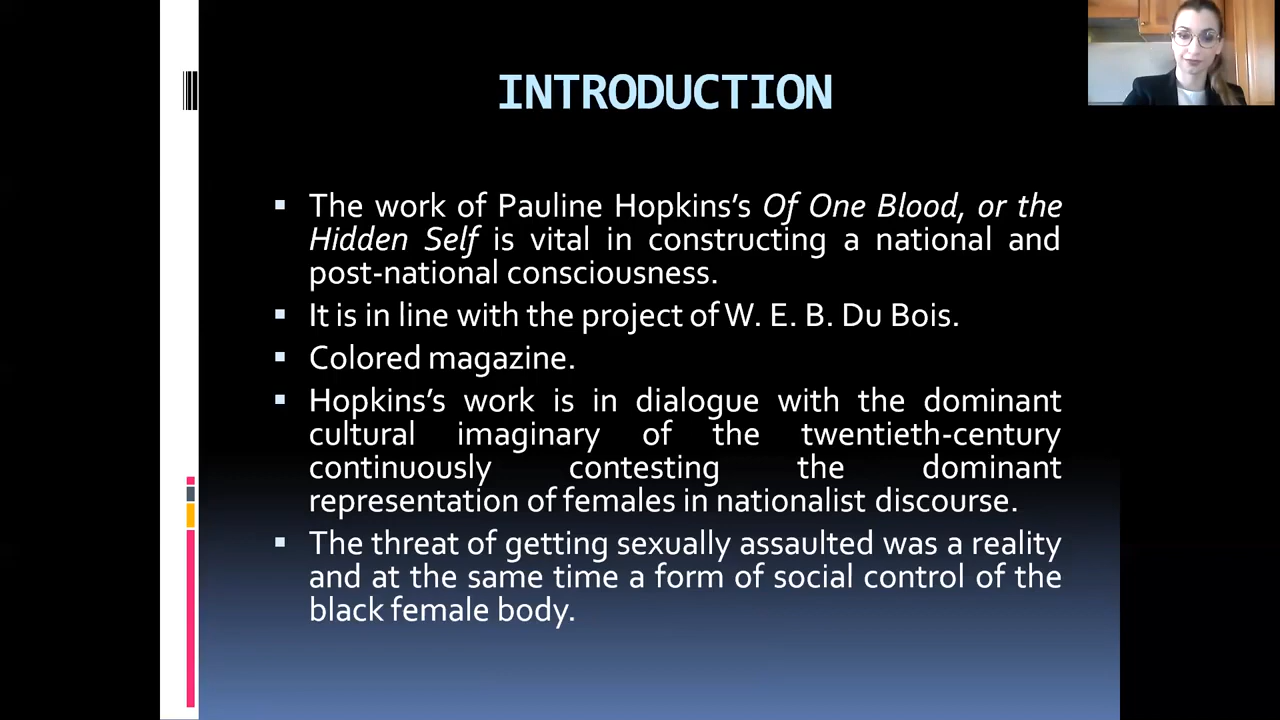 INTRODUCTION
The work of Pauline Hopkins’s Of One Blood, or the
Hidden Self is vital in constructing a national and
post-national consciousness.
It is in line with the project of W. E. B. Du Bois.
Colored magazine.
Hopkins’s work is in dialogue with the dominant
cultural imaginary of the twentieth-century
continuously contesting the dominant
representation of females in nationalist discourse.
The threat of getting sexually assaulted was a reality
and at the same time a form of social control of the
black female body.